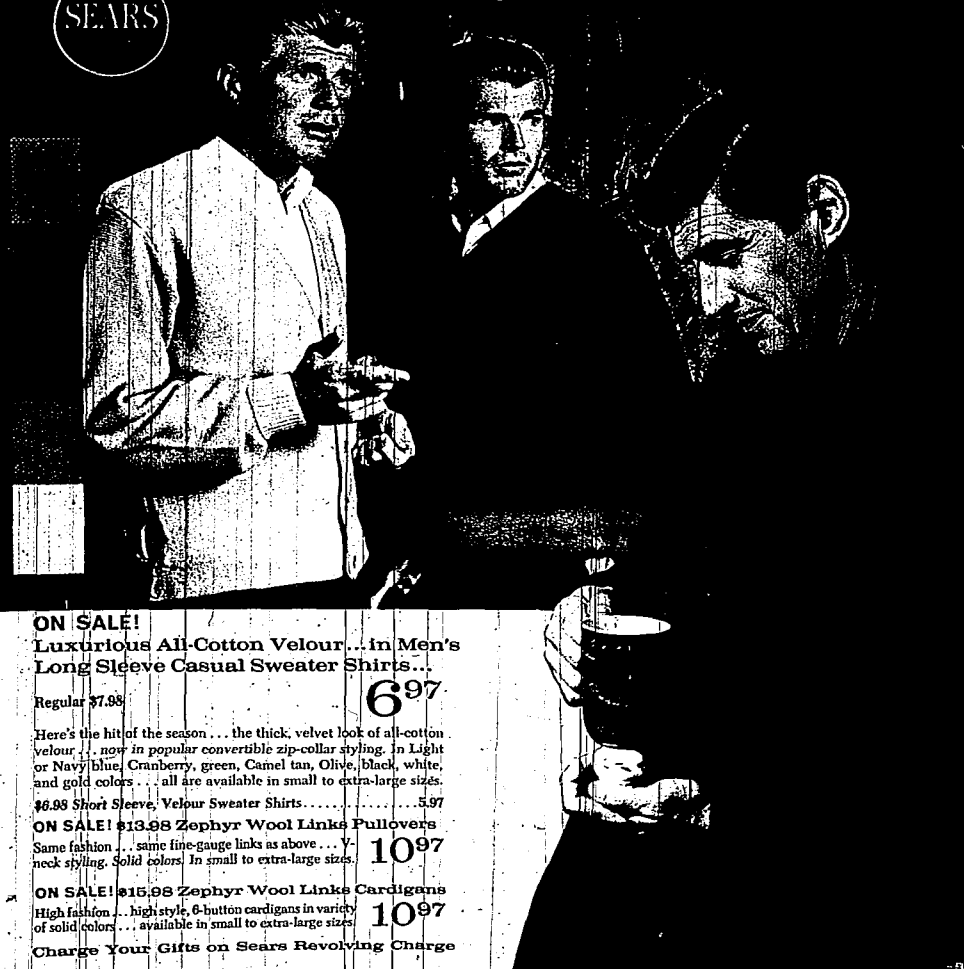 SEARS
ON SALE!
Luxurious All-Cotton Velour...in Men's
Long Sleeve Casual Sweater Shirts...
Regular $7.98
6 97
Here's the hit of the season ... the thick, velvet look of all-cotton
velour ... now in popular convertible zip-collar styling. In Light
or Navy blue, Cranberry, green, Camel tan, Olive, black, white,
and gold colors ... all are available in small to extra-large sizes.
$6.98 Short Sleeve, Velour Sweater Shirts.................5.97
ON SALE! $13.98 Zephyr Wool Links Pullovers
Same fashion ... same fine-gauge links as above ... V-
neck styling. Solid colors. In small to extra-large sizes.
10 97
ON SALE! $15.98 Zephyr Wool Links Cardigans
High fashion ... high style, 6-button cardigans in variety
of solid colors ... available in small to extra-large sizes.
10 97
Charge Your Gifts on Sears Revolving Charge